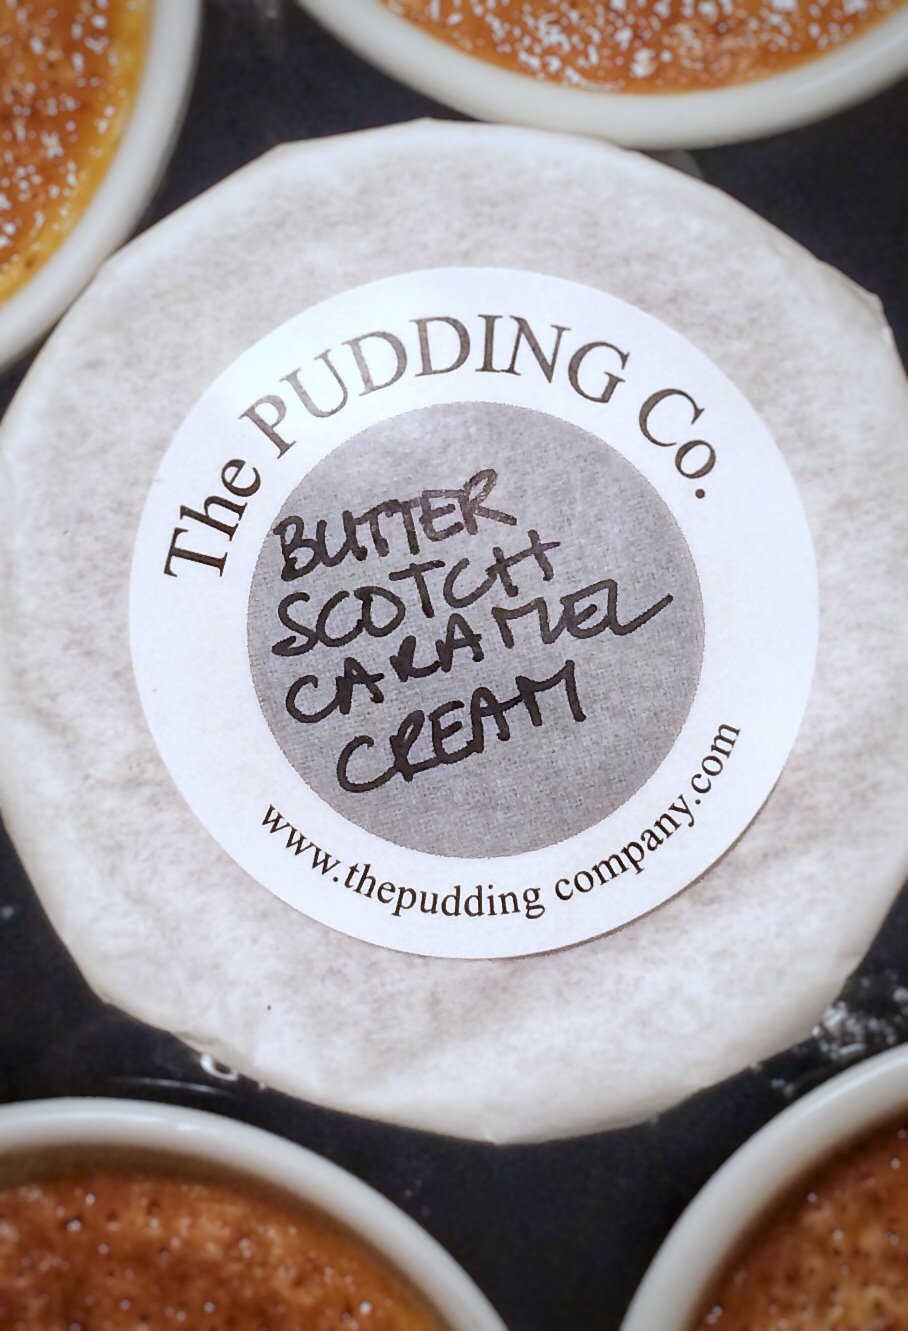 The PUDDING Co.
BUTTER
SCOTCH
CARAMEL
CREAM
www.thepudding company.com